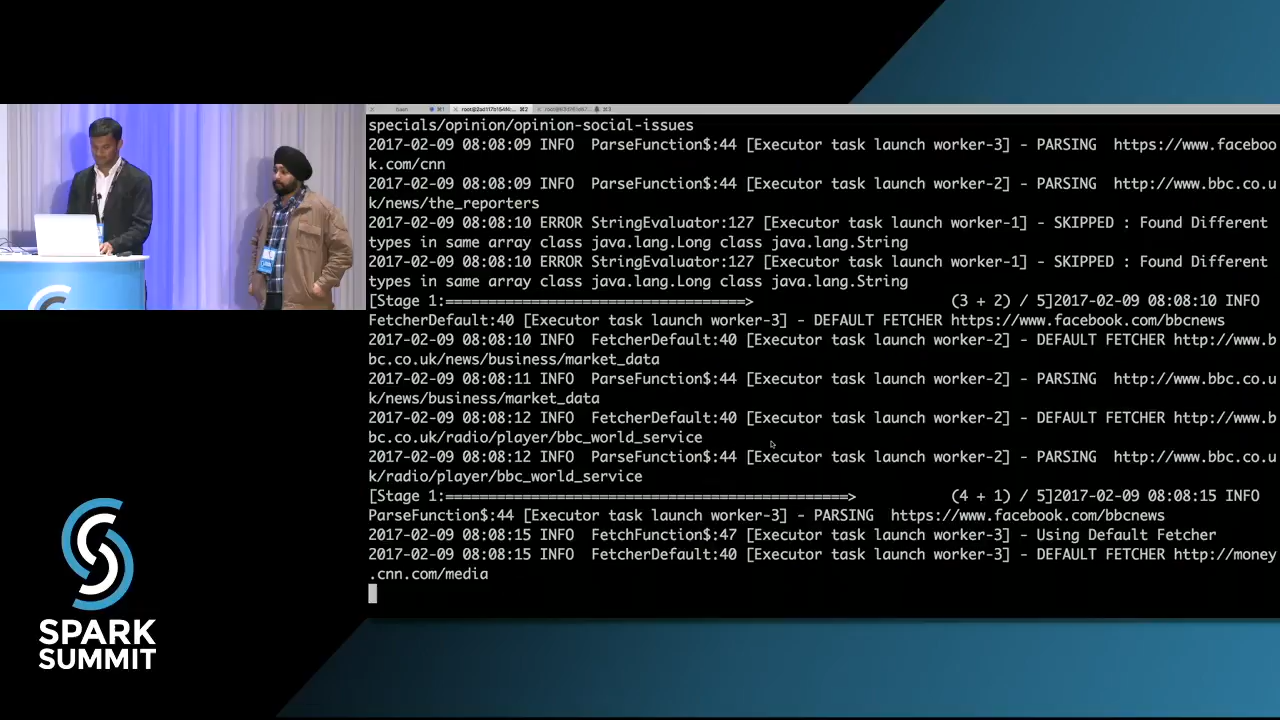 bash
specials/opinion/opinion-social-issues
2017-02-09 08:08:09 INFO  ParseFunction$:44 [Executor task launch worker-3] - PARSING  https://www.faceboo
k.com/cnn
2017-02-09 08:08:09 INFO  ParseFunction$:44 [Executor task launch worker-2] - PARSING  http://www.bbc.co.u
k/news/the_reporters
2017-02-09 08:08:10 ERROR StringEvaluator:127 [Executor task launch worker-1] - SKIPPED : Found Different
types in same array class java.lang.Long class java.lang.String
2017-02-09 08:08:10 ERROR StringEvaluator:127 [Executor task launch worker-1] - SKIPPED : Found Different
types in same array class java.lang.Long class java.lang.String
[Stage 1:===================================>                       (3 + 2) / 5]2017-02-09 08:08:10 INFO
FetcherDefault:40 [Executor task launch worker-3] - DEFAULT FETCHER https://www.facebook.com/bbcnews
2017-02-09 08:08:10 INFO  FetcherDefault:40 [Executor task launch worker-2] - DEFAULT FETCHER http://www.b
bc.co.uk/news/business/market_data
2017-02-09 08:08:11 INFO  ParseFunction$:44 [Executor task launch worker-2] - PARSING  http://www.bbc.co.u
k/news/business/market_data
2017-02-09 08:08:12 INFO  FetcherDefault:40 [Executor task launch worker-2] - DEFAULT FETCHER http://www.b
bc.co.uk/radio/player/bbc_world_service
2017-02-09 08:08:12 INFO  ParseFunction$:44 [Executor task launch worker-2] - PARSING  http://www.bbc.co.u
k/radio/player/bbc_world_service
[Stage 1:===============================================>           (4 + 1) / 5]2017-02-09 08:08:15 INFO
ParseFunction$:44 [Executor task launch worker-3] - PARSING  https://www.facebook.com/bbcnews
2017-02-09 08:08:15 INFO  FetchFunction$:47 [Executor task launch worker-3] - Using Default Fetcher
2017-02-09 08:08:15 INFO  FetcherDefault:40 [Executor task launch worker-3] - DEFAULT FETCHER http://money
.cnn.com/media
SPARK
SUMMIT